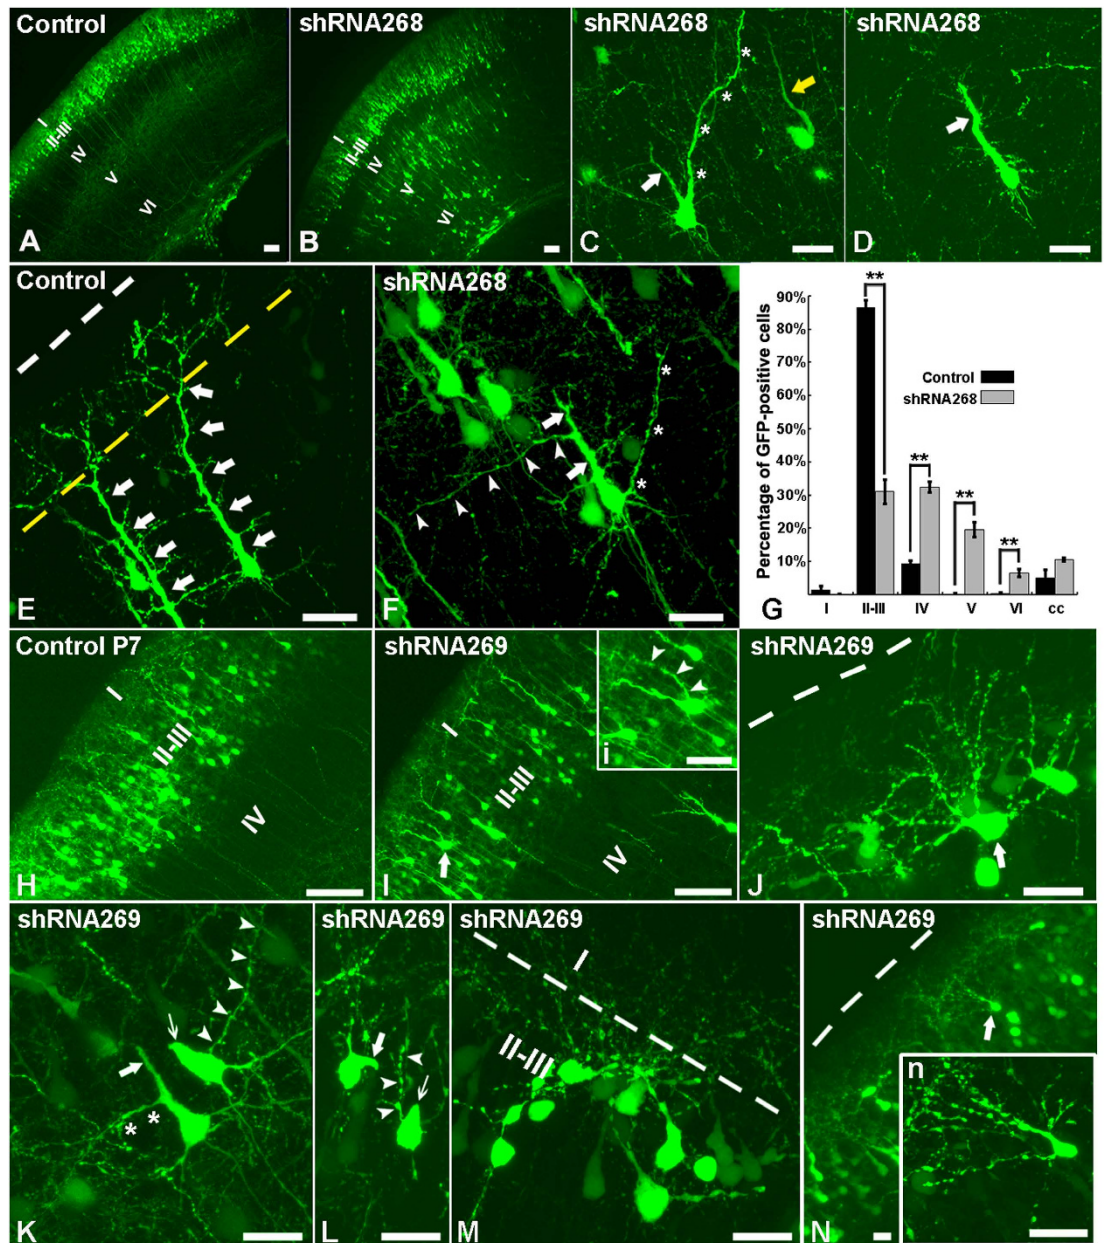 Control
I
II-III
IV
V
VI
A
shRNA268
I
II-III
IV
V
VI
B
shRNA268
*
*
*
*
C
shRNA268
D
Control
E
shRNA268
*
*
*
F
Percentage of GFP-positive cells
90%
80%
70%
60%
50%
40%
30%
20%
10%
**
**
**
**
Control
shRNA268
I II-III IV V VI cc
G
Control P7
I
II-III
IV
H
shRNA269
I
II-III
IV
i
I
shRNA269
J
shRNA269
* *
K
shRNA269
L
shRNA269
I
II-III
M
shRNA269
n
N